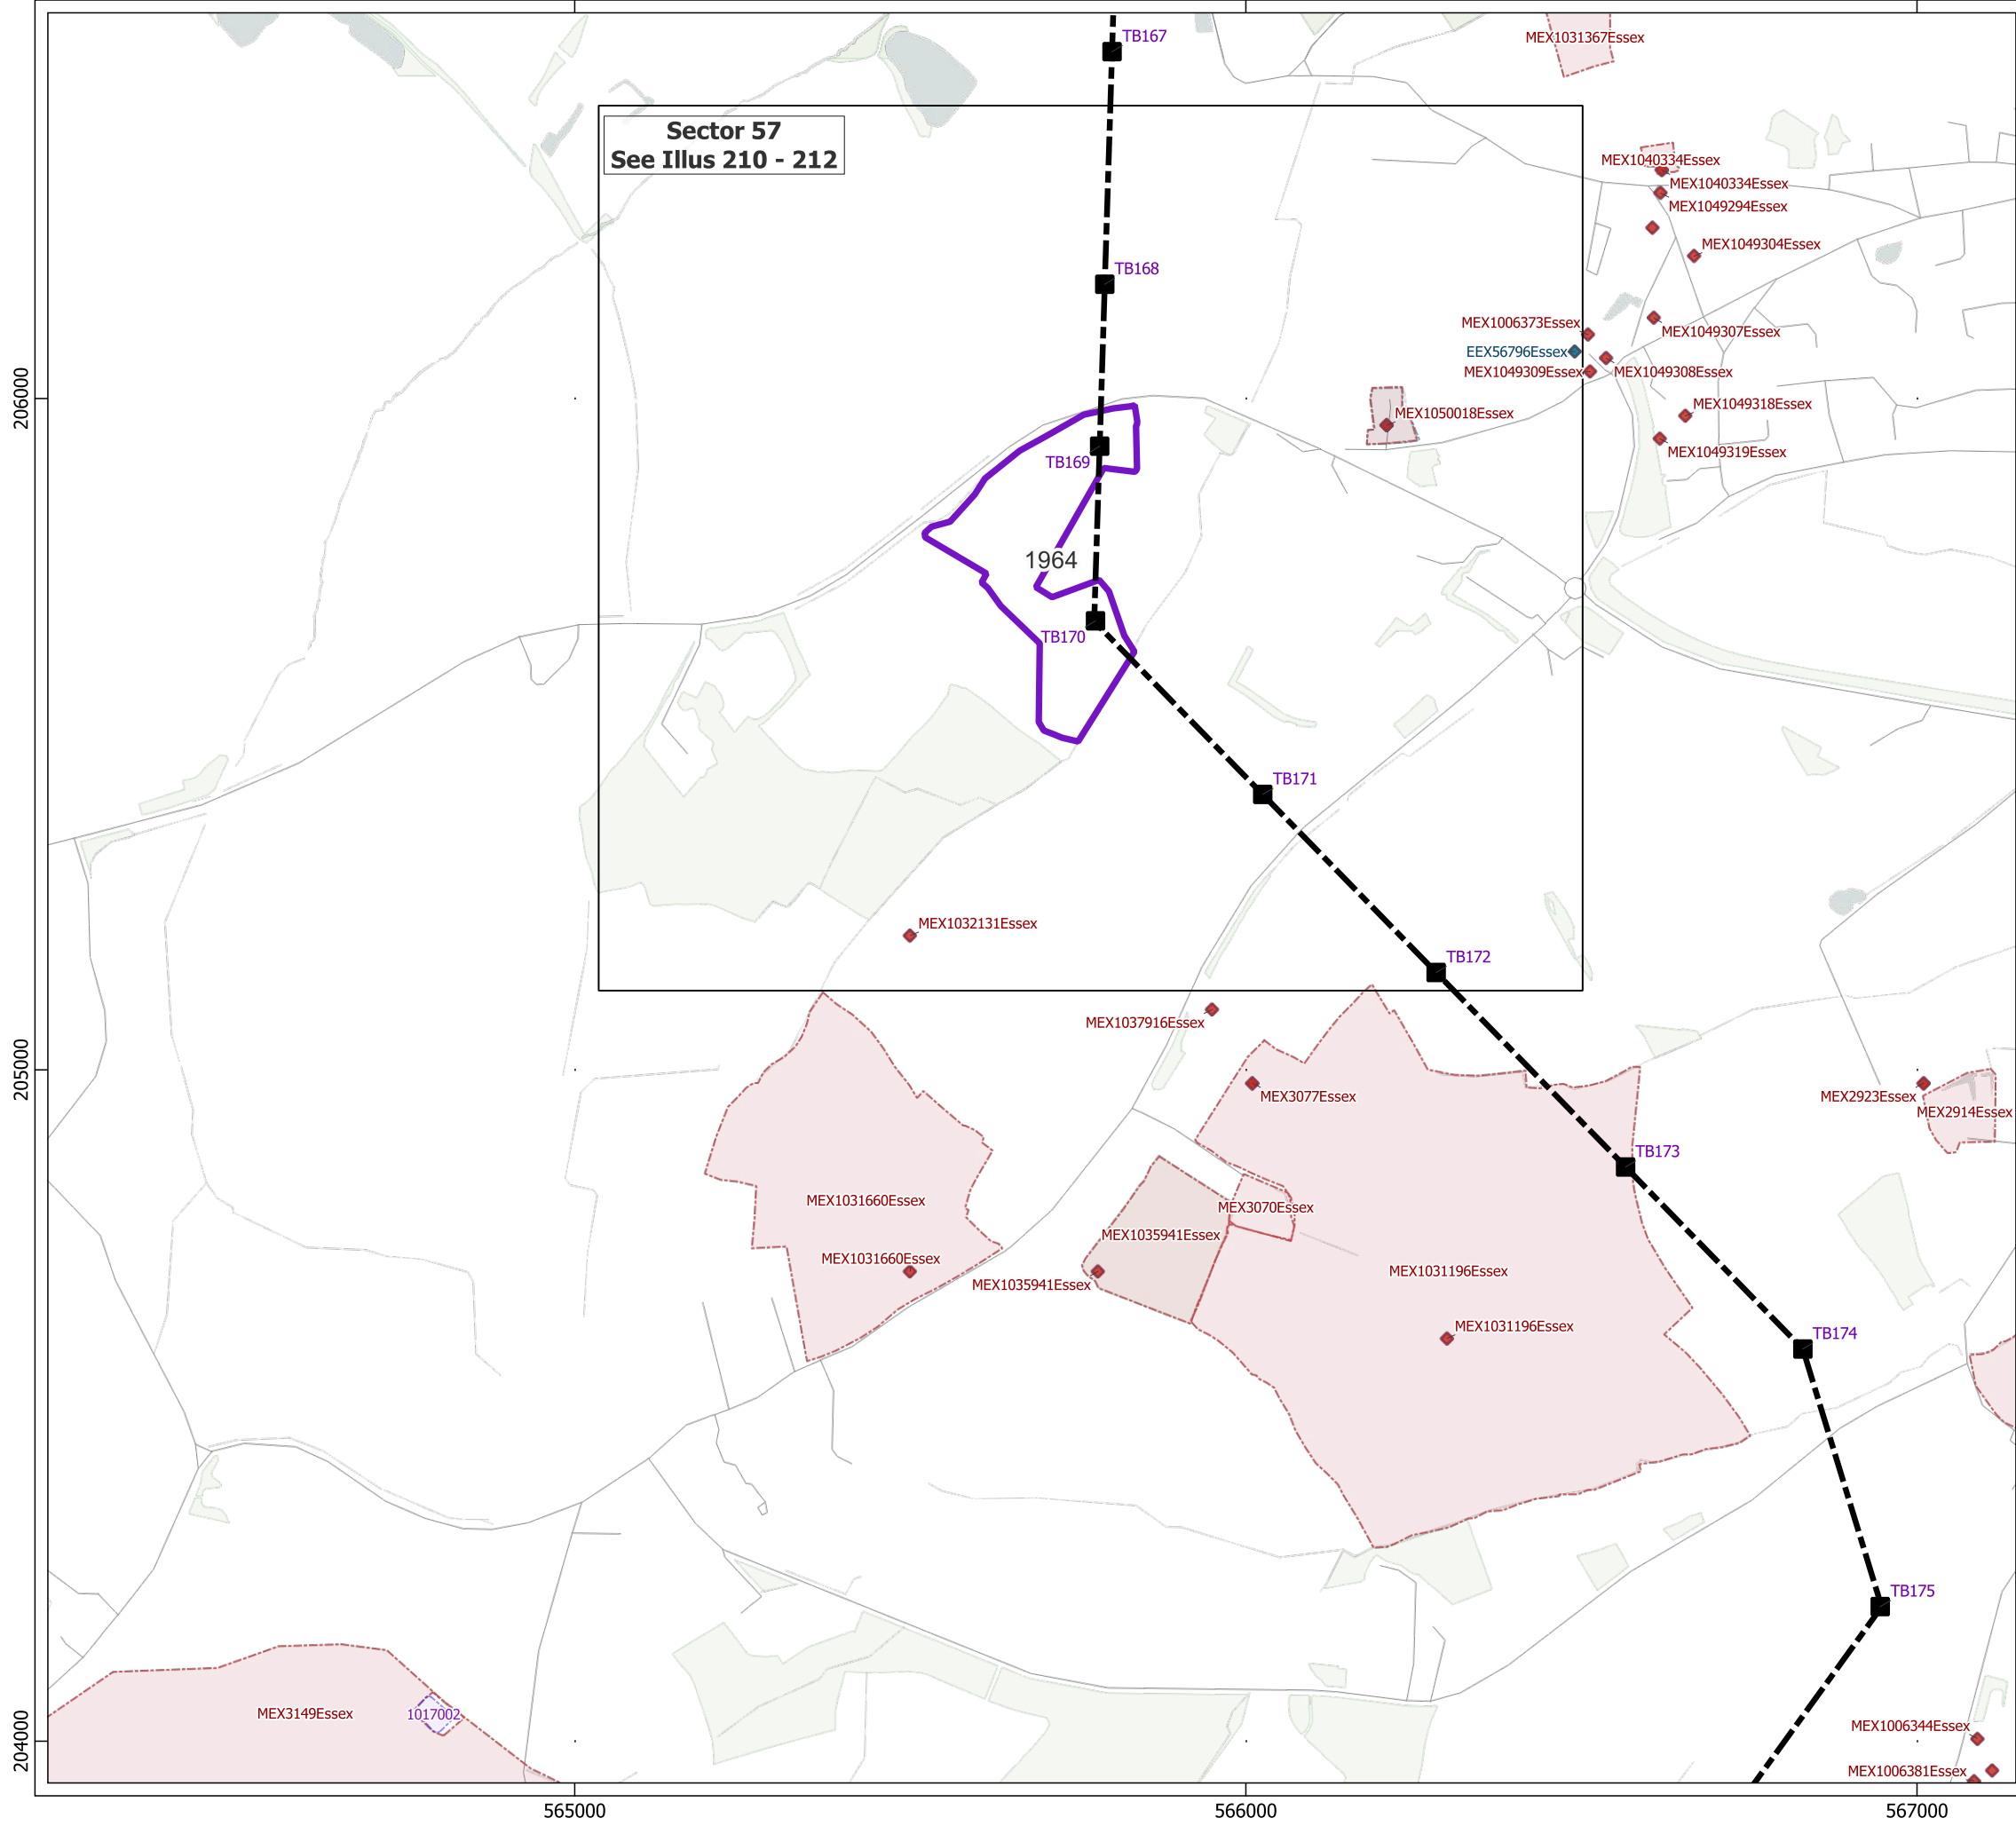 TB167
MEX1031367Essex
Sector 57
See Illus 210 - 212
MEX1040334Essex
MEX1040334Essex
MEX1049294Essex
MEX1049304Essex
TB168
MEX1006373Essex
MEX1049307Essex
EEX56796Essex
MEX1049309Essex
MEX1049308Essex
206000
MEX1050018Essex
MEX1049318Essex
MEX1049319Essex
TB169
1964
TB170
TB171
MEX1032131Essex
TB172
MEX1037916Essex
205000
MEX3077Essex
MEX2923Essex
MEX2914Essex
TB173
MEX1031660Essex
MEX3070Essex
MEX1035941Essex
MEX1031660Essex
MEX1035941Essex
MEX1031196Essex
MEX1031196Essex
TB174
TB175
MEX3149Essex
1017002
204000
MEX1006344Essex
MEX1006381Essex
565000
566000
567000